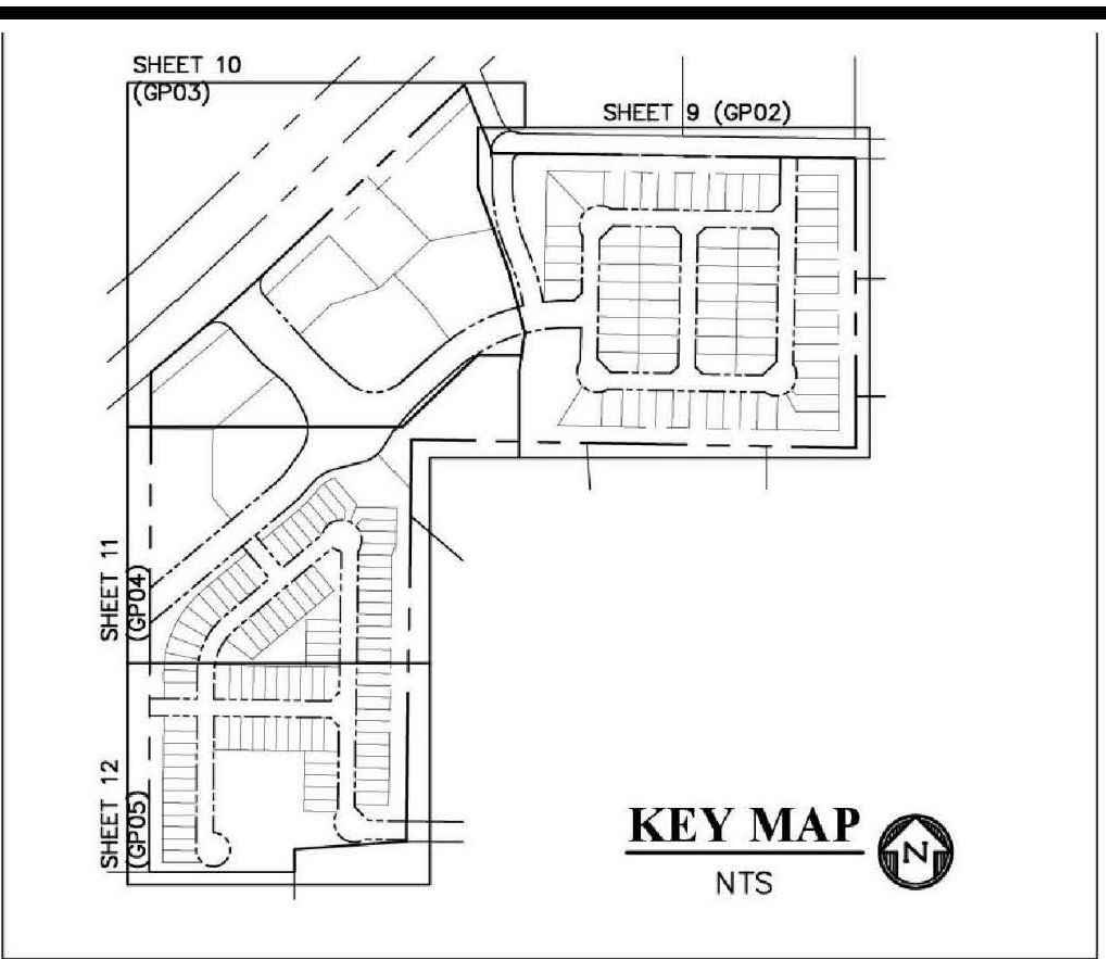 SHEET 10
(GP03)
SHEET 9 (GP02)
SHEET 11
(GP04)
SHEET 12
(GP05)
KEY MAP
N
NTS